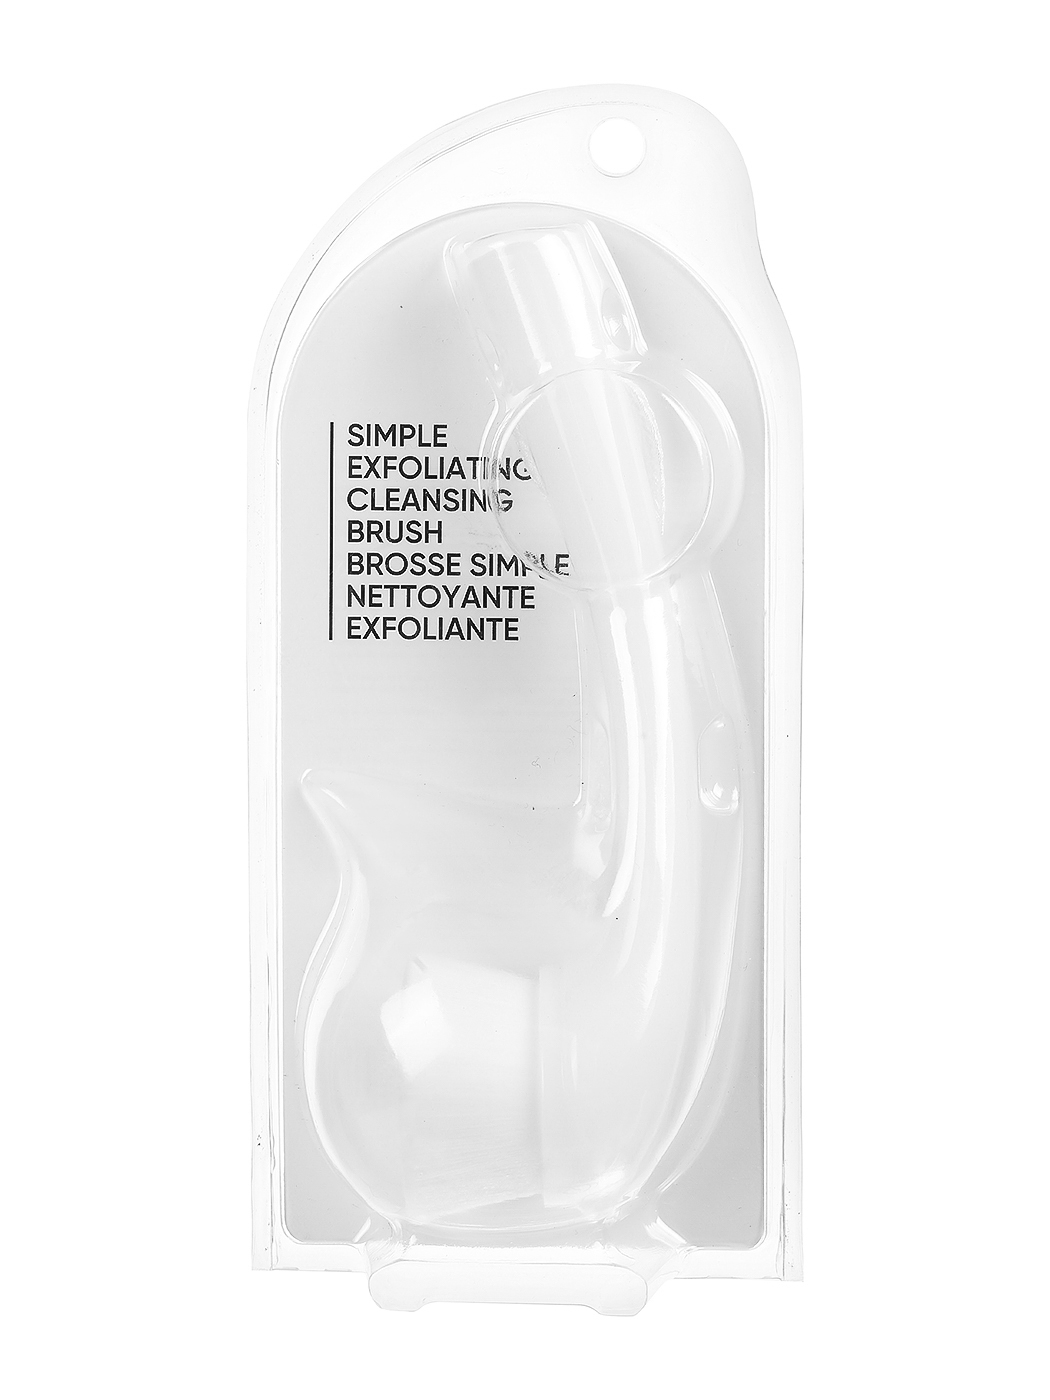 SIMPLE
EXFOLIATING
CLEANSING
BRUSH
BROSSE SIMPLE
NETTOYANTE
EXFOLIANTE